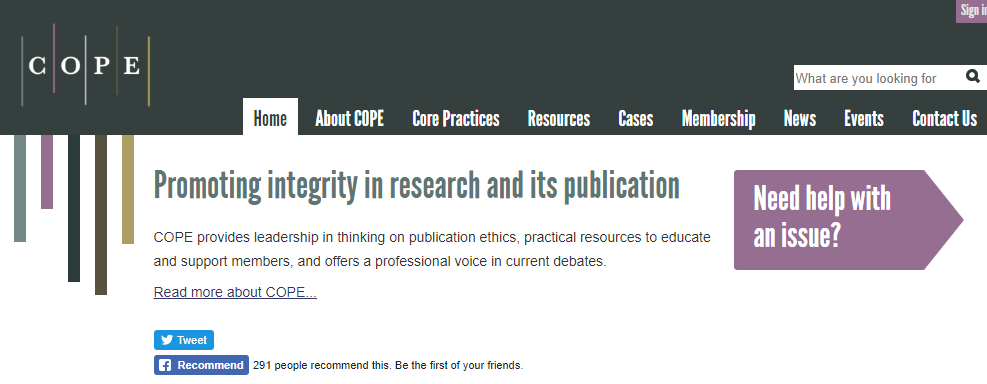 Sign in
COPE
What are you looking for
Home About COPE Core Practices Resources Cases Membership News Events Contact Us
Promoting integrity in research and its publication
Need help with
an issue?
COPE provides leadership in thinking on publication ethics, practical resources to educate
and support members, and offers a professional voice in current debates.
Read more about COPE...
Tweet
Recommend 291 people recommend this. Be the first of your friends.